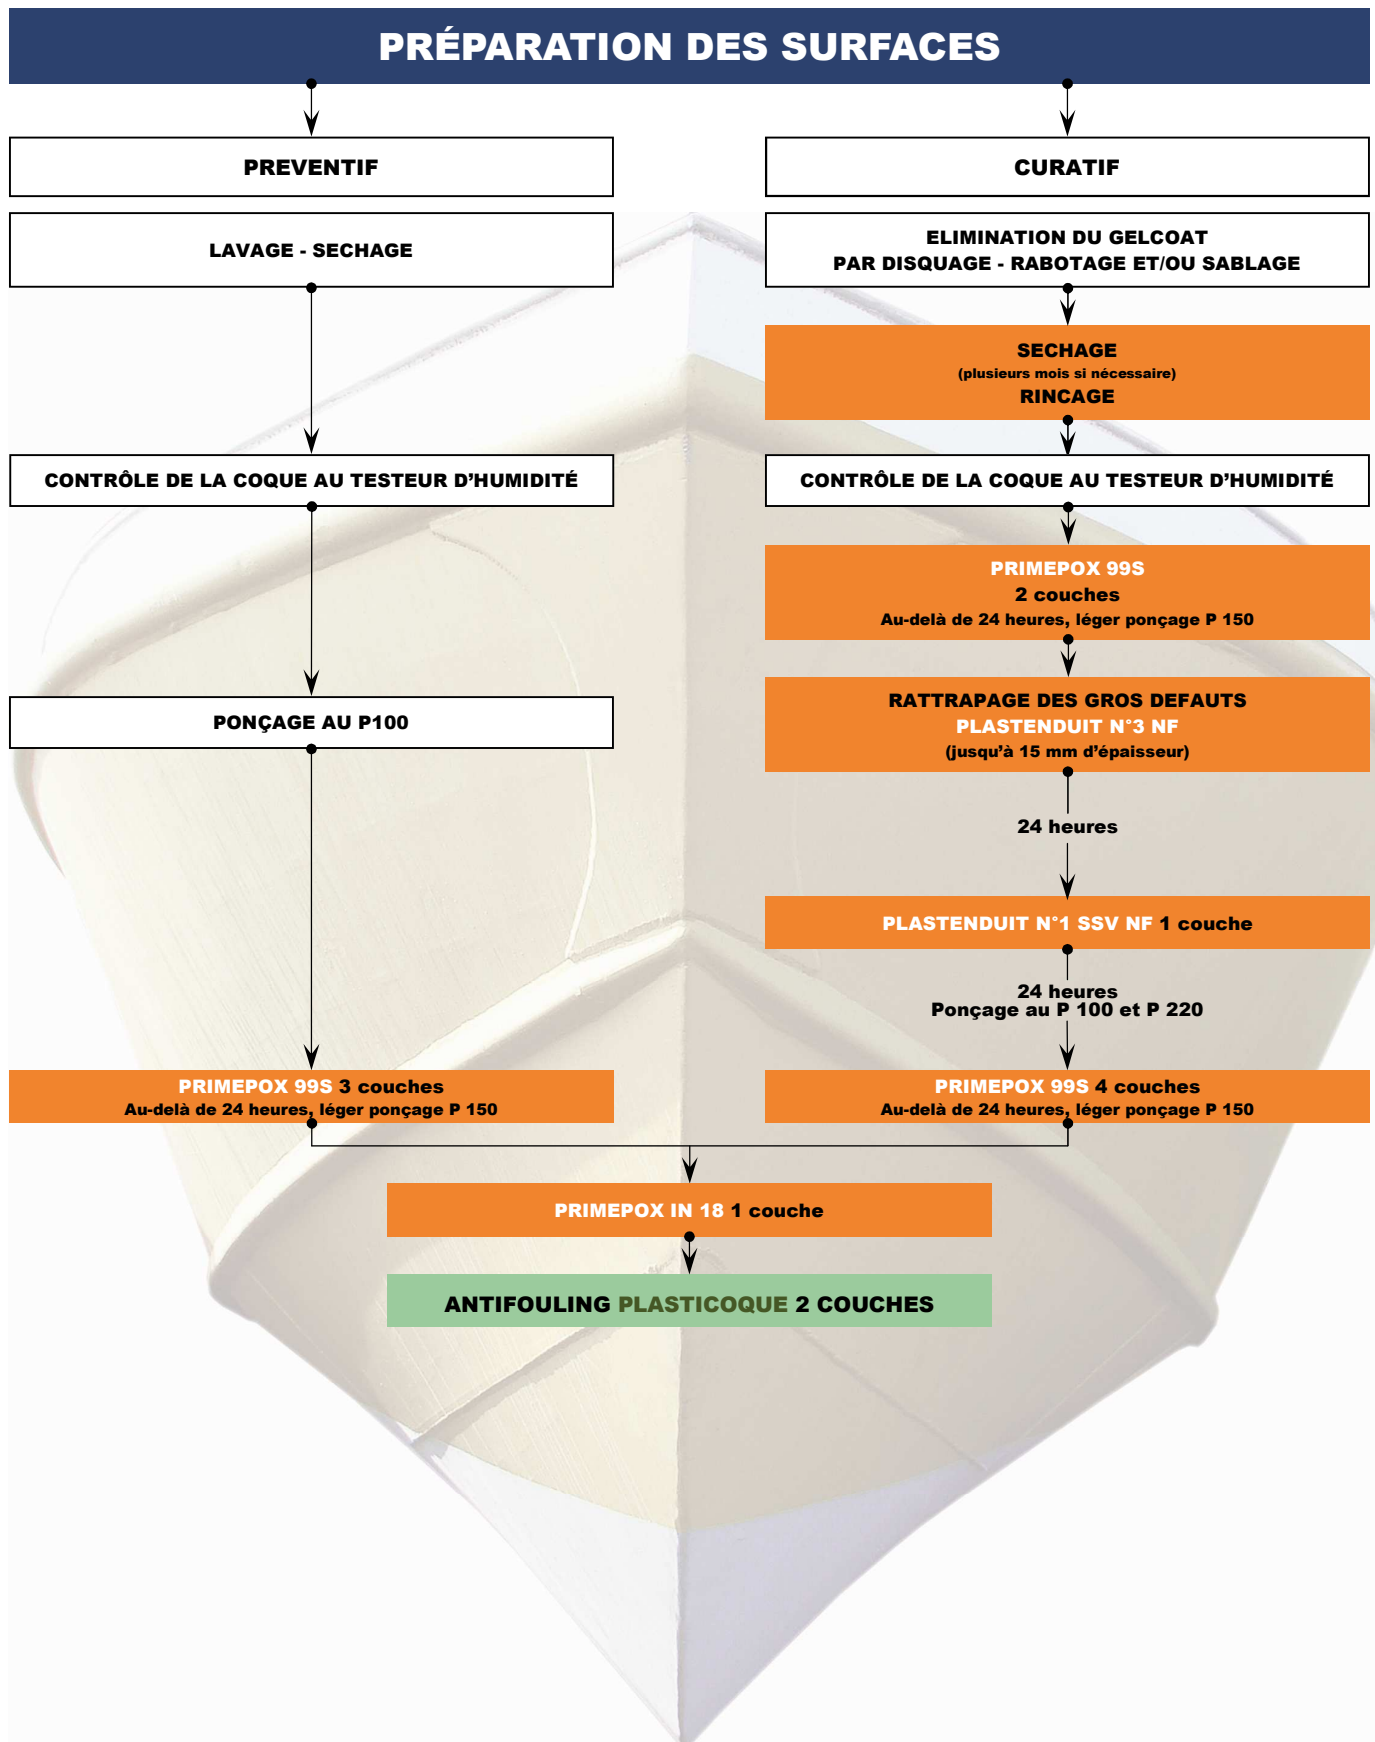 PRÉPARATION DES SURFACES
PREVENTIF
LAVAGE - SECHAGE
CONTRÔLE DE LA COQUE AU TESTEUR D'HUMIDITÉ
PONÇAGE AU P100
PRIMEPOX 99S 3 couches
Au-delà de 24 heures, léger ponçage P 150
CURATIF
ELIMINATION DU GELCOAT
PAR DISQUAGE - RABOTAGE ET/OU SABLAGE
SECHAGE
(plusieurs mois si nécessaire)
RINCAGE
CONTRÔLE DE LA COQUE AU TESTEUR D'HUMIDITÉ
PRIMEPOX 99S
2 couches
Au-delà de 24 heures, léger ponçage P 150
RATTRAPAGE DES GROS DEFAUTS
PLASTENDUIT N°3 NF
(jusqu'à 15 mm d'épaisseur)
24 heures
PLASTENDUIT N°1 SSV NF 1 couche
24 heures
Ponçage au P 100 et P 220
PRIMEPOX 99S 4 couches
Au-delà de 24 heures, léger ponçage P 150
PRIMEPOX IN 18 1 couche
ANTIFOULING PLASTICOQUE 2 COUCHES